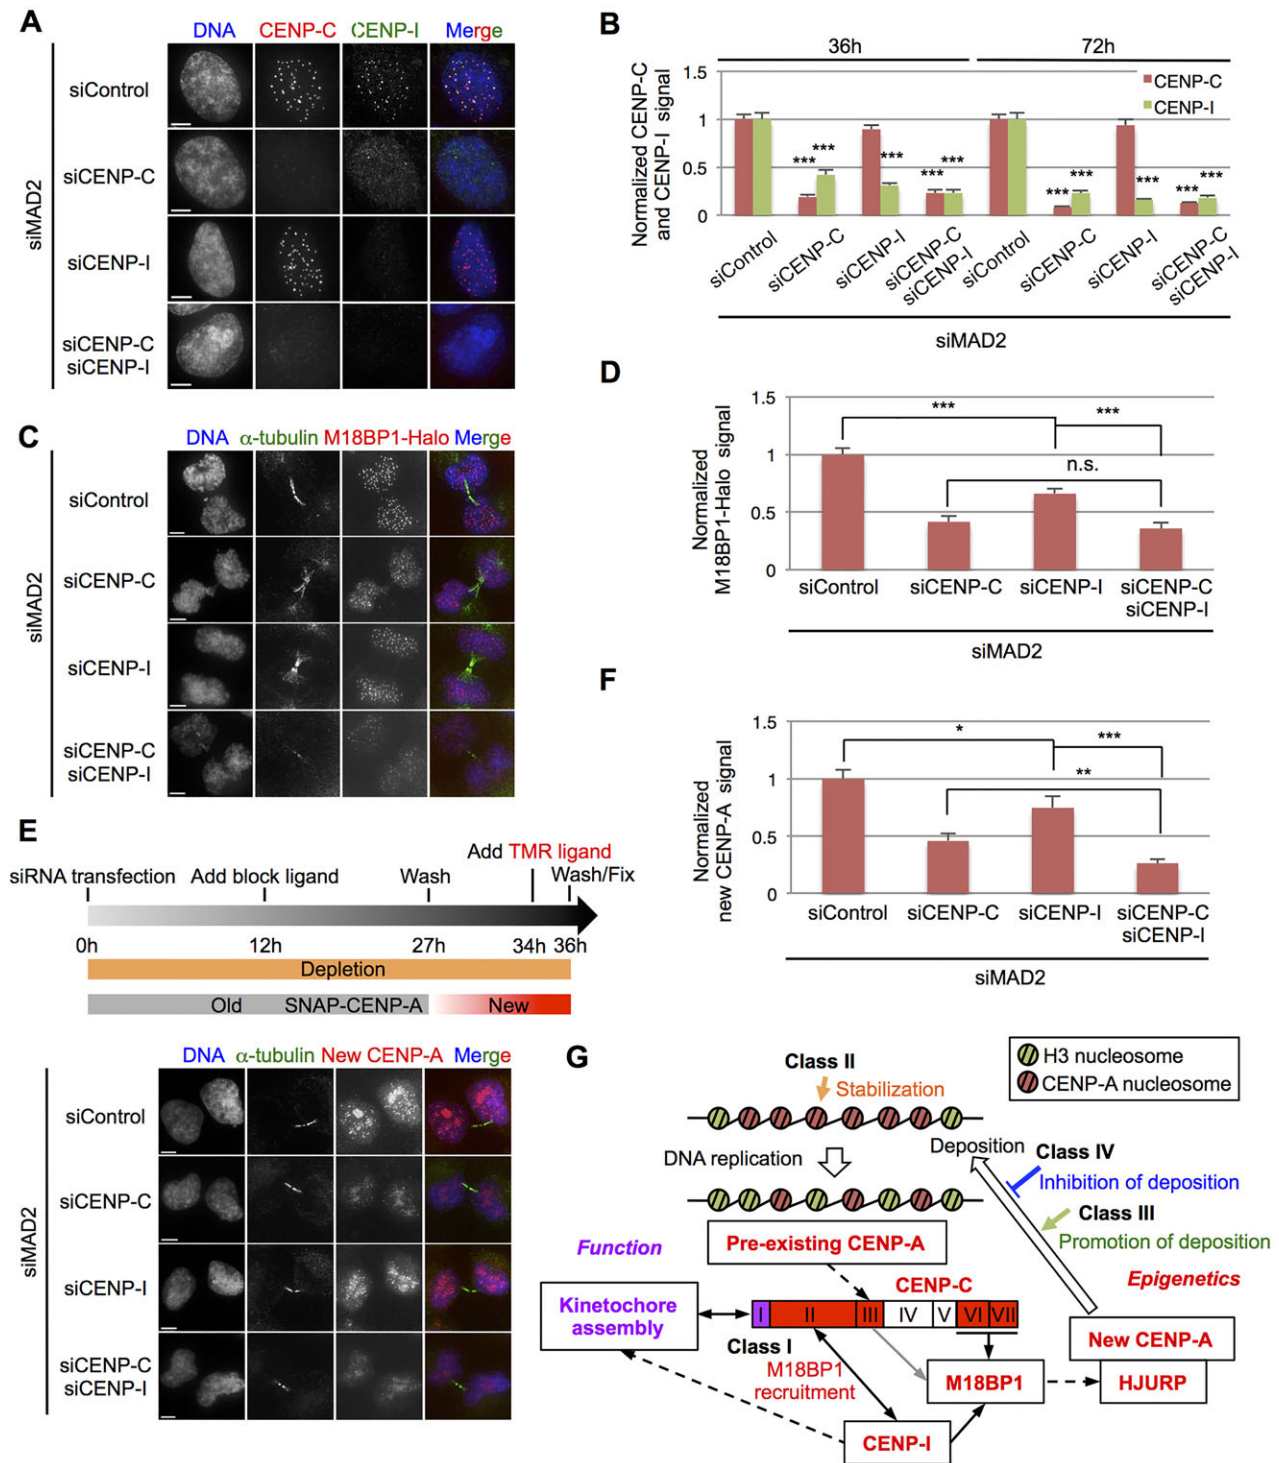 A
DNA CENP-C CENP-I Merge
siMAD2
siControl
siCENP-C
siCENP-I
siCENP-C
siCENP-I
B
36h 72h
Normalized CENP-C
and CENP-I signal
1.5
1
0.5
0
CENP-C
CENP-I
*** *** *** *** *** *** *** *** *** ***
siControl siCENP-C siCENP-I siCENP-C siControl siCENP-C siCENP-I siCENP-C
siCENP-I siCENP-I
siMAD2
C
DNA α-tubulin M18BP1-Halo Merge
siMAD2
siControl
siCENP-C
siCENP-I
siCENP-C
siCENP-I
D
Normalized
M18BP1-Halo signal
1.5
1
0.5
0
*** ***
n.s.
siControl siCENP-C siCENP-I siCENP-C
siCENP-I
siMAD2
E
Add TMR ligand
siRNA transfection Add block ligand Wash Wash/Fix
0h 12h 27h 34h 36h
Depletion
Old SNAP-CENP-A New
DNA α-tubulin New CENP-A Merge
siMAD2
siControl
siCENP-C
siCENP-I
siCENP-C
siCENP-I
F
Normalized
new CENP-A signal
1.5
1
0.5
0
* ***
**
siControl siCENP-C siCENP-I siCENP-C
siCENP-I
siMAD2
G
Class II
Stabilization
H3 nucleosome
CENP-A nucleosome
DNA replication
Deposition
Class IV
Inhibition of deposition
Class III
Promotion of deposition
Function
Pre-existing CENP-A
Epigenetics
CENP-C
Kinetochore
assembly
I II III IV V VI VII
Class I
M18BP1
recruitment
New CENP-A
M18BP1
HJURP
CENP-I